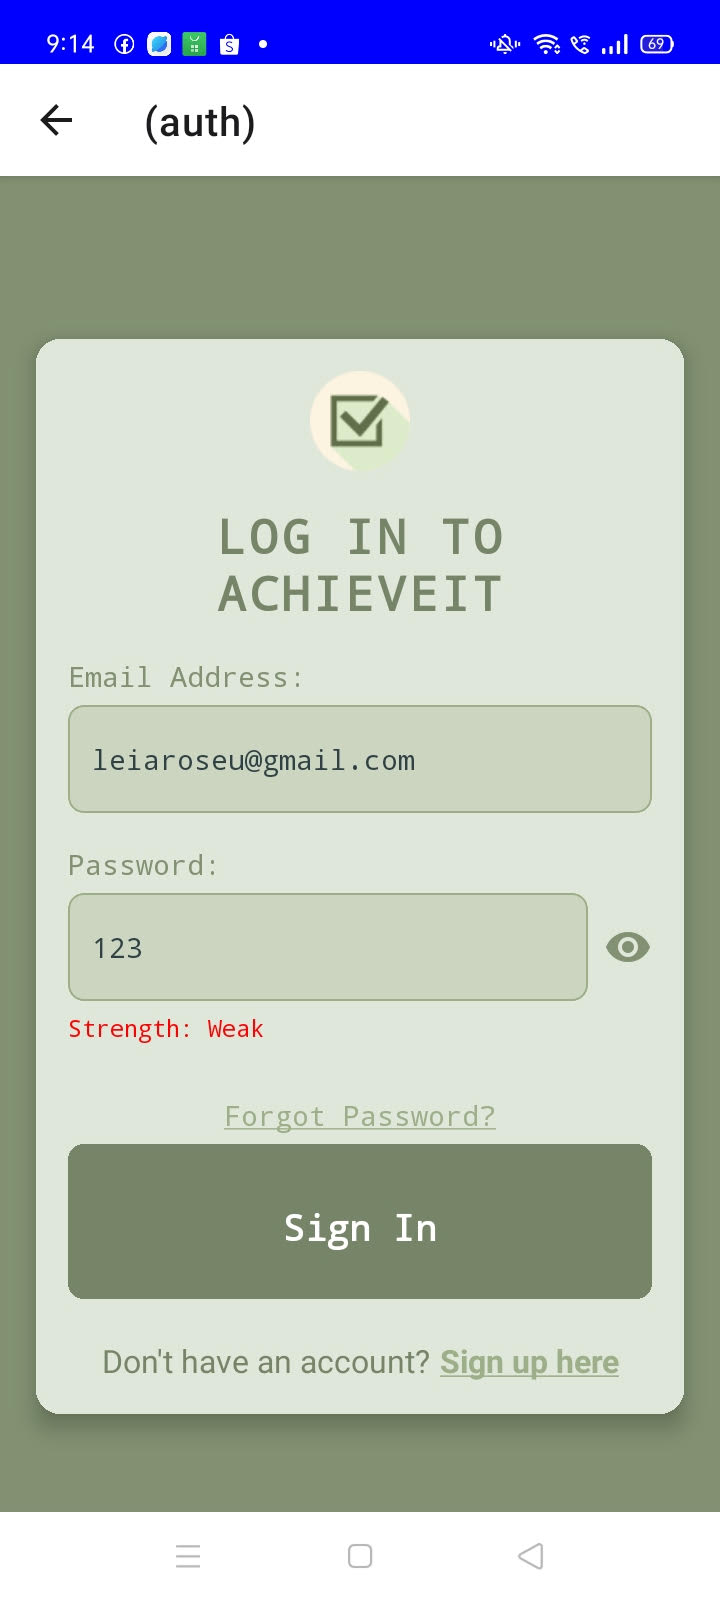 9:14
69
(auth)
LOG IN TO
ACHIEVEIT
Email Address:
leiaroseu@gmail.com
Password:
123
Strength: Weak
Forgot Password?
Sign In
Don't have an account? Sign up here